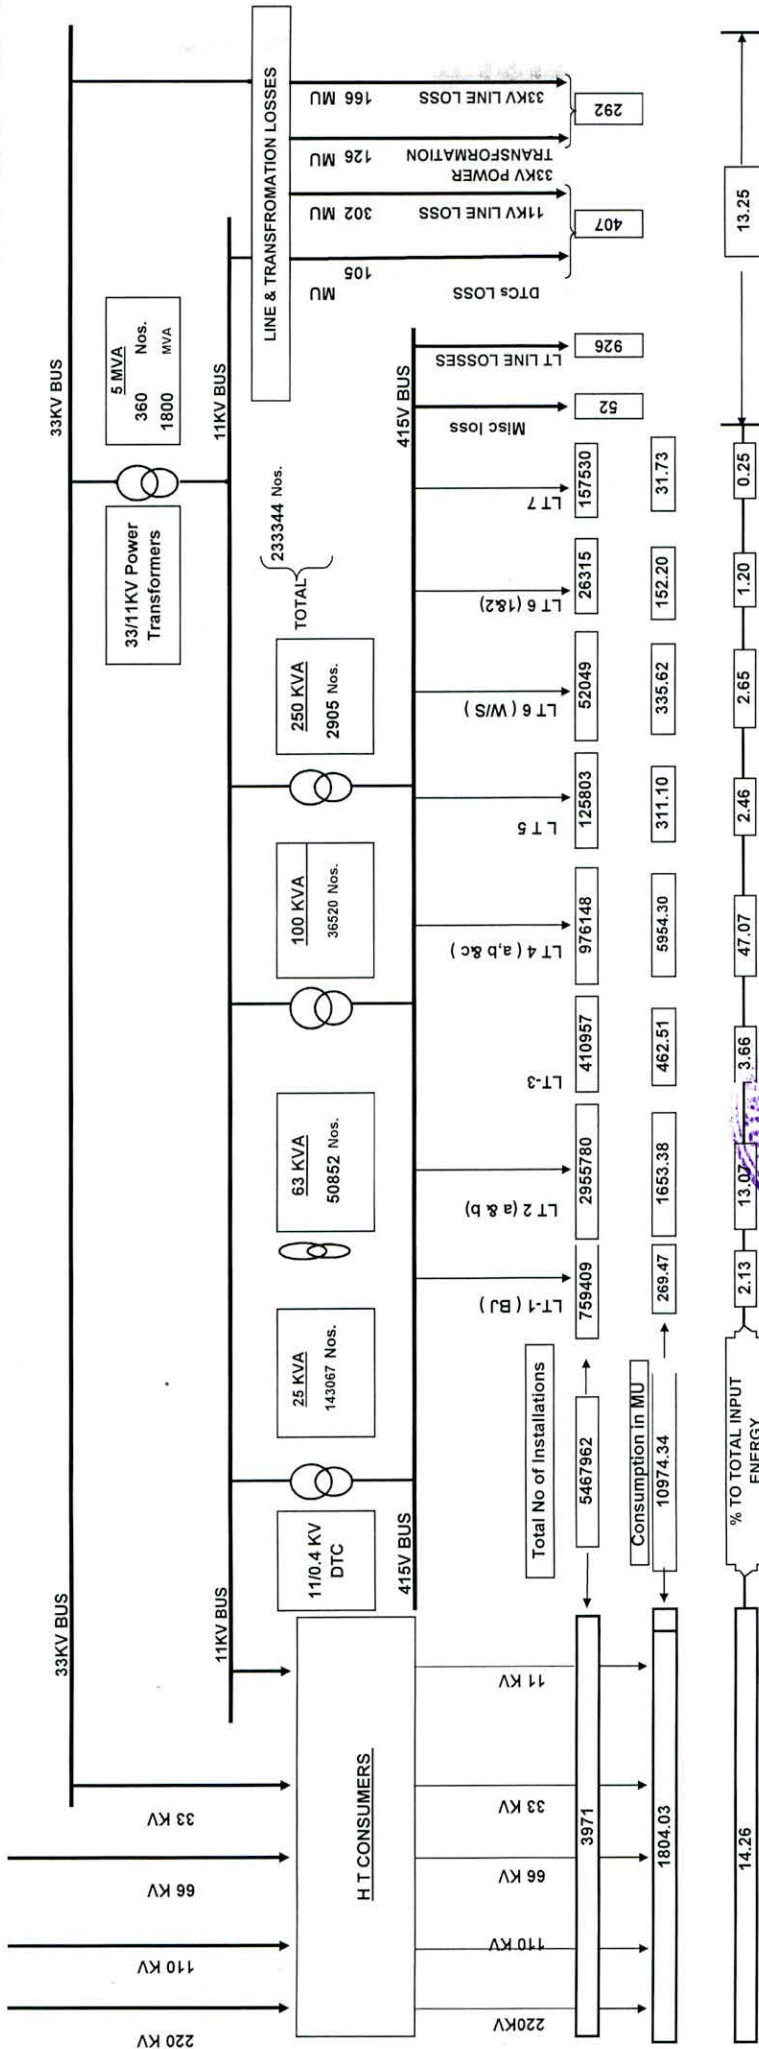 33KV BUS
33KV BUS
220 KV
110 KV
66 KV
33 KV
33/11KV Power
Transformers
5 MVA
360 Nos.
1800 MVA
11KV BUS
11KV BUS
H T CONSUMERS
11/0.4 KV
DTC
25 KVA
143067 Nos.
63 KVA
50852 Nos.
100 KVA
36520 Nos.
250 KVA
2905 Nos.
TOTAL
233344 Nos.
LINE & TRANSFROMATION LOSSES
415V BUS
415V BUS
105
MU
302 MU
126 MU
166 MU
DTCs LOSS
11KV LINE LOSS
33KV POWER
TRANSFORMATION
33KV LINE LOSS
220KV
110 KV
66 KV
33 KV
11 KV
LT-1 ( BJ )
LT 2 (a & b)
LT-3
LT 4 ( a,b &c )
LT 5
LT 6 ( W/S )
LT 6 (1&2)
LT 7
Misc loss
LT LINE LOSSES
Total No of Installations
3971
5467962
759409
2955780
410957
976148
125803
52049
26315
157530
52
926
407
292
Consumption in MU
1804.03
10974.34
269.47
1653.38
462.51
5954.30
311.10
335.62
152.20
31.73
14.26
% TO TOTAL INPUT
ENERGY
2.13
13.07
3.66
47.07
2.46
2.65
1.20
0.25
13.25